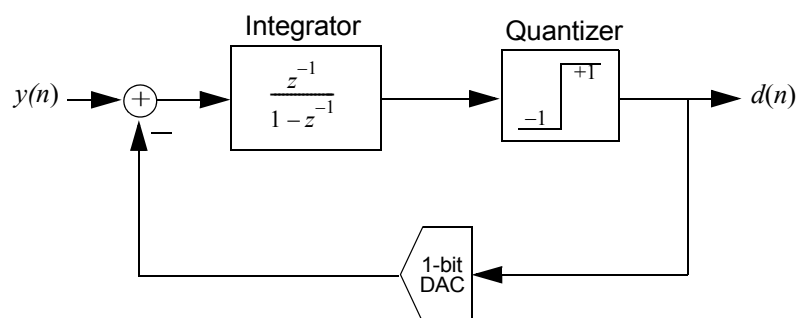 Integrator
Quantizer
y(n)
+
z⁻¹
1 – z⁻¹
+1
−1
d(n)
−
1-bit
DAC